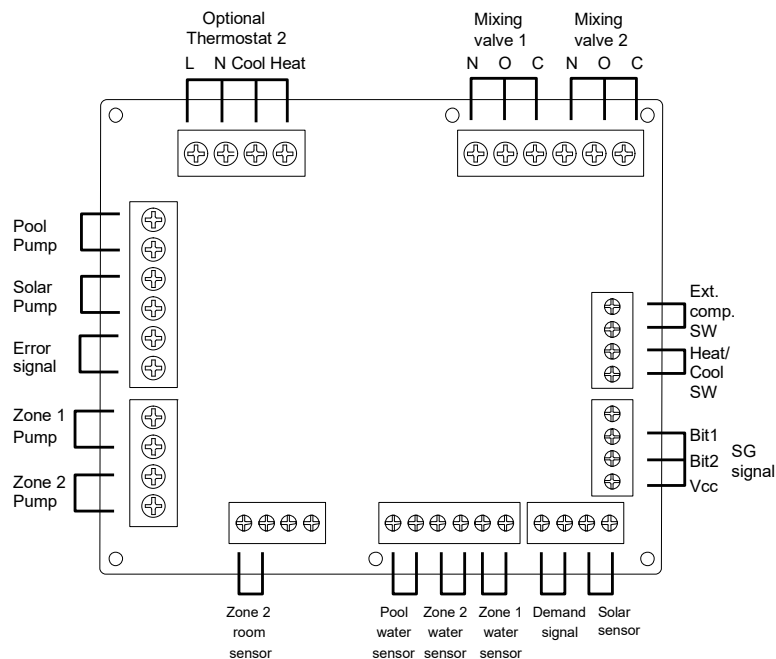 Optional
Thermostat 2
L N Cool Heat
Mixing
valve 1
N O C
Mixing
valve 2
N O C
Pool
Pump
Solar
Pump
Error
signal
Zone 1
Pump
Zone 2
Pump
Ext.
comp.
SW
Heat/
Cool
SW
Bit1
Bit2
Vcc
SG
signal
Zone 2
room
sensor
Pool
water
sensor
Zone 2
water
sensor
Zone 1
water
sensor
Demand
signal
Solar
sensor